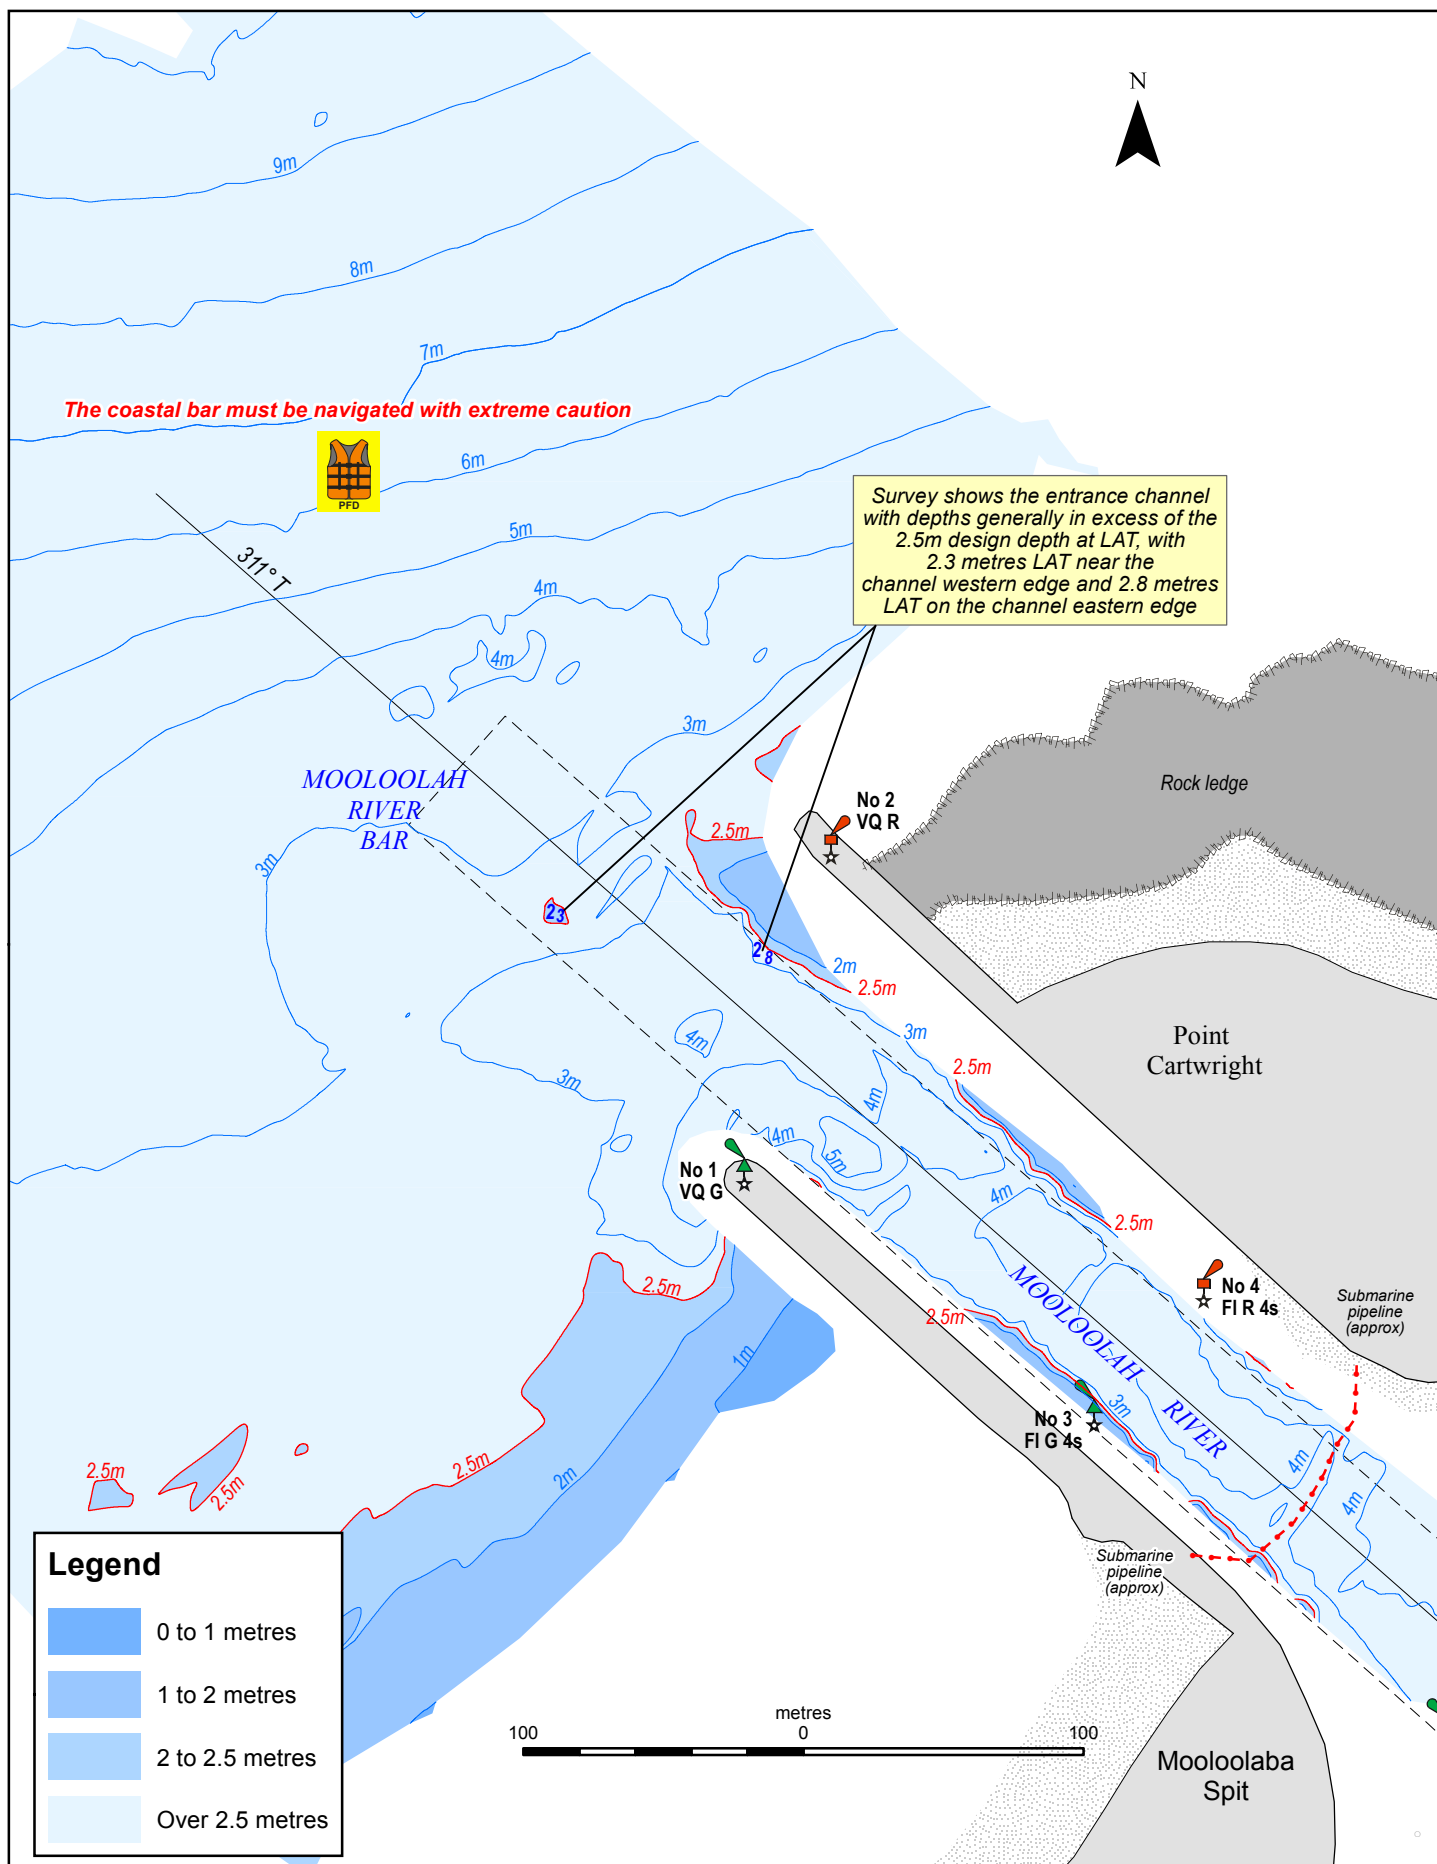 N
9m
8m
7m
The coastal bar must be navigated with extreme caution
6m
PFD
Survey shows the entrance channel
with depths generally in excess of the
2.5m design depth at LAT, with
2.3 metres LAT near the
channel western edge and 2.8 metres
LAT on the channel eastern edge
5m
311° T
4m
4m
3m
MOOLOOLAH
RIVER
BAR
Rock ledge
No 2
VQ R
2.5m
3m
23
28
2m
2.5m
3m
4m
Point
Cartwright
2.5m
3m
4m
4m
5m
No 1
VQ G
4m
2.5m
2.5m
No 4
Fl R 4s
Submarine
pipeline
(approx)
2.5m
MOOLOOLAH
RIVER
1m
3m
No 3
Fl G 4s
2.5m
2m
4m
4m
2.5m
2.5m
Submarine
pipeline
(approx)
Legend
0 to 1 metres
1 to 2 metres
2 to 2.5 metres
Over 2.5 metres
metres
100 0 100
Mooloolaba
Spit